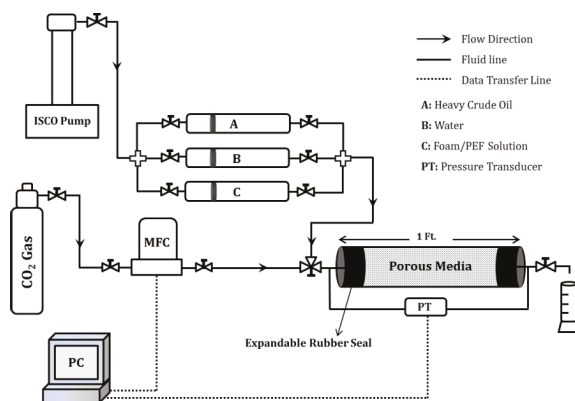 Flow Direction
Fluid line
Data Transfer Line
A: Heavy Crude Oil
B: Water
C: Foam/PEF Solution
PT: Pressure Transducer
ISCO Pump
A
B
C
CO2 Gas
MFC
1 Ft.
Porous Media
PT
Expandable Rubber Seal
PC